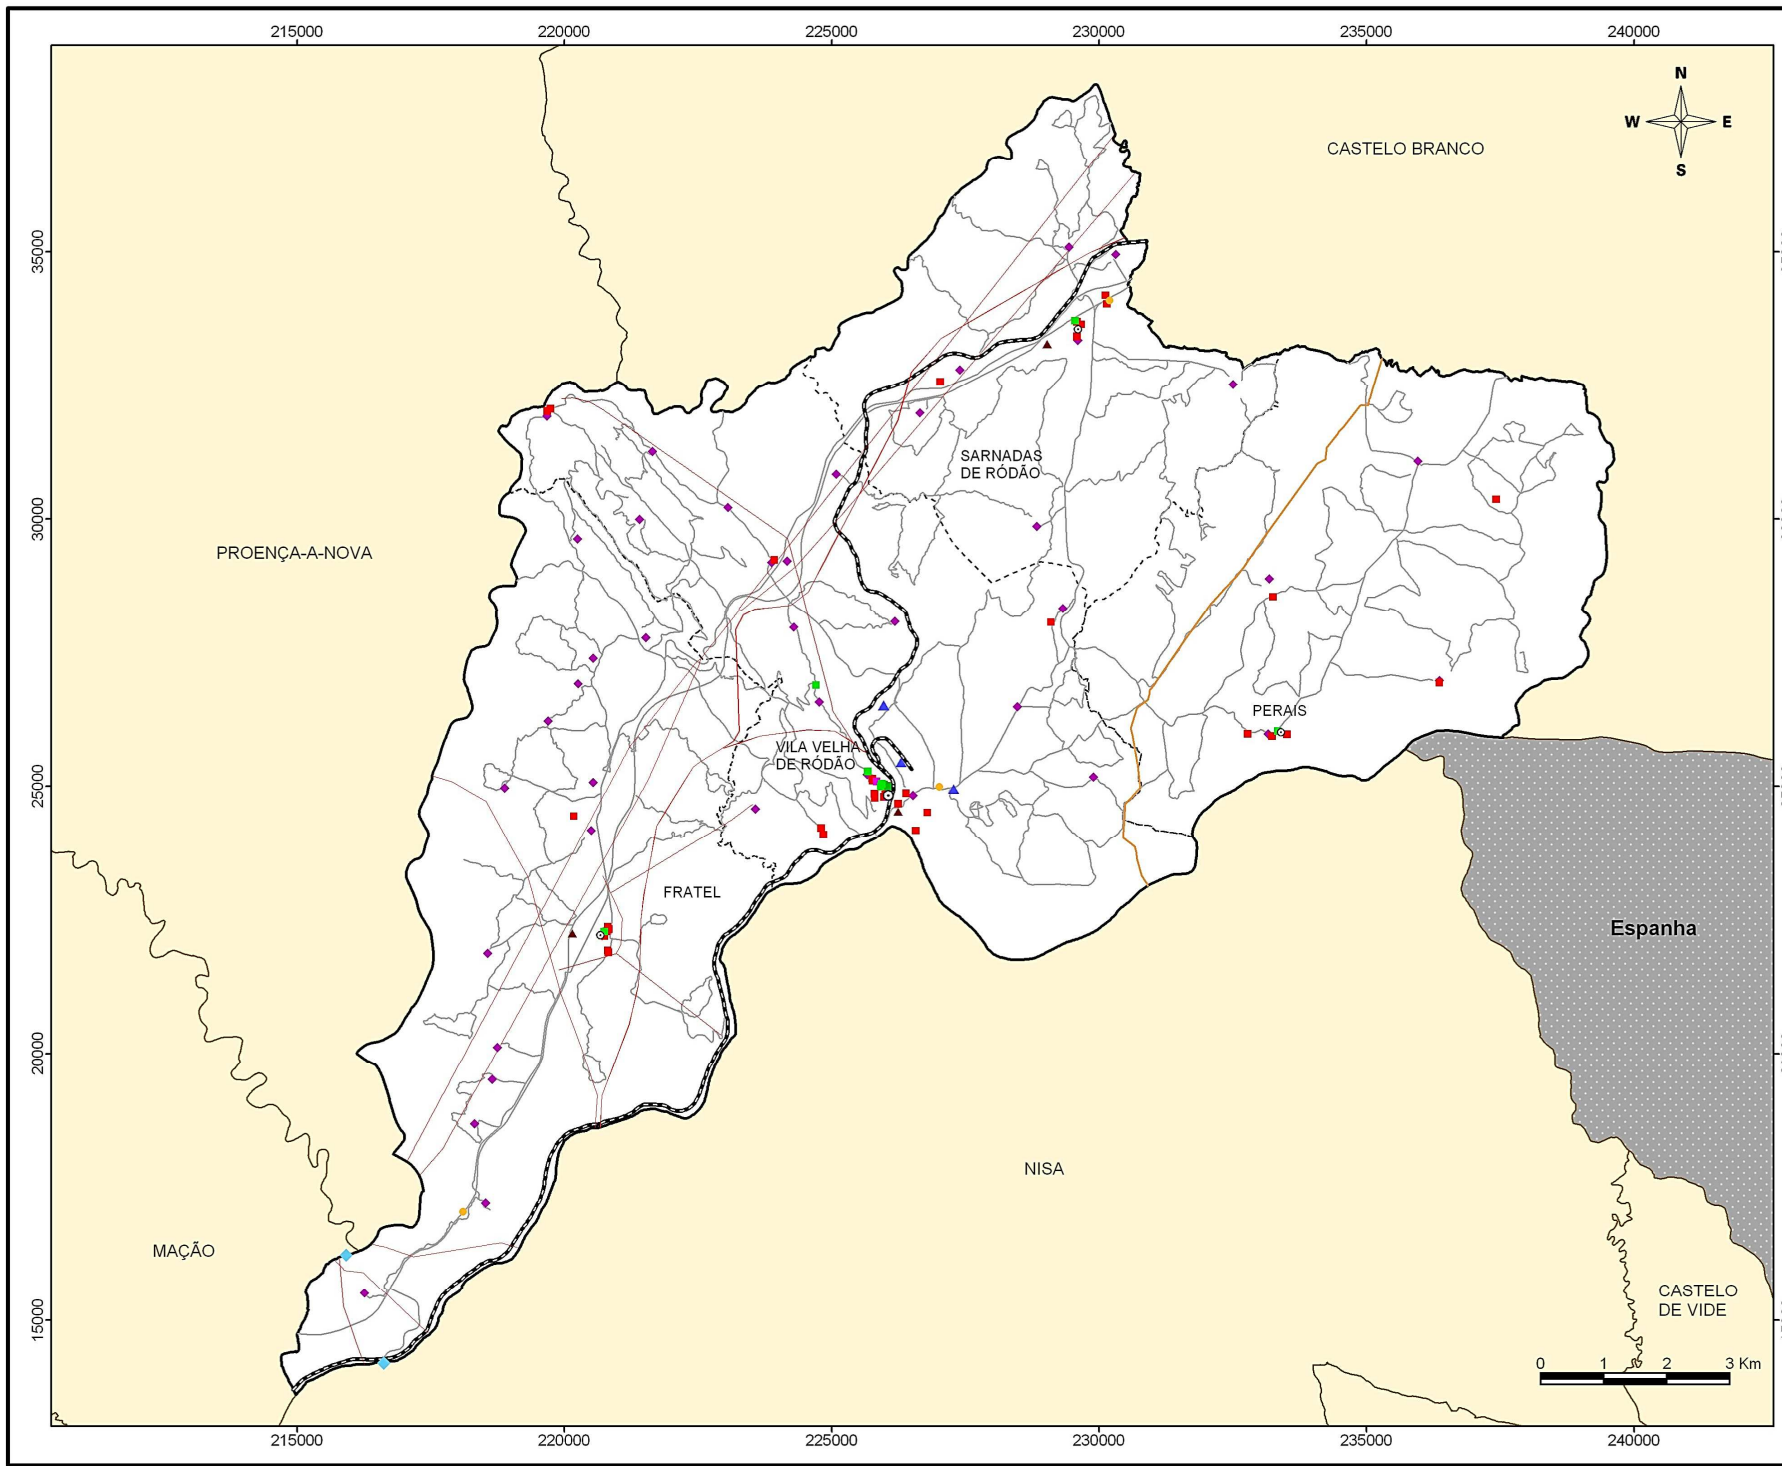 215000 220000 225000 230000 235000 240000
N
W E
S
CASTELO BRANCO
35000
SARNADAS
DE RÓDÃO
30000
PROENÇA-A-NOVA
PERAIS
VILA VELHA
DE RÓDÃO
25000
FRATEL
Espanha
20000
NISA
MAÇÃO
CASTELO
DE VIDE
15000
0 1 2 3 Km
215000 220000 225000 230000 235000 240000